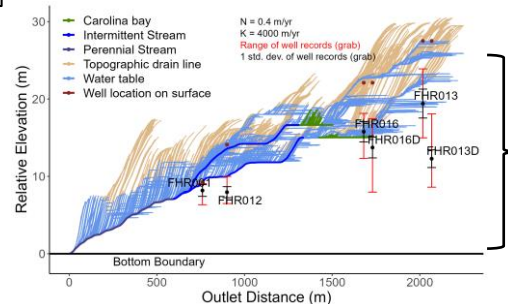 30
20
10
0
Relative Elevation (m)
Carolina bay
Intermittent Stream
Perennial Stream
Topographic drain line
Water table
Well location on surface
N = 0.4 m/yr
K = 4000 m/yr
Range of well records (grab)
1 std. dev. of well records (grab)
FHR013
FHR016
FHR016D
FHR013D
FHR001
FHR012
Bottom Boundary
0
500
1000
1500
2000
Outlet Distance (m)